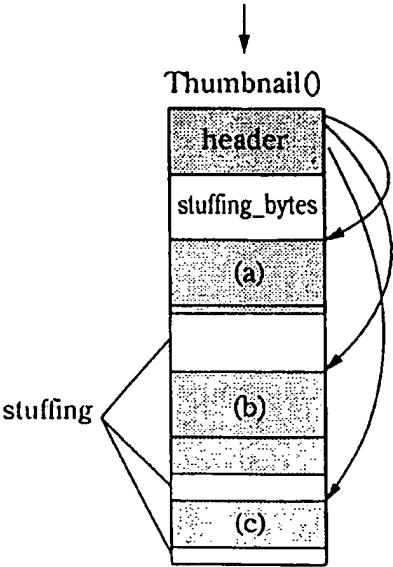 Thumbnail()
header
stuffing_bytes
(a)
(b)
stuffing
(c)